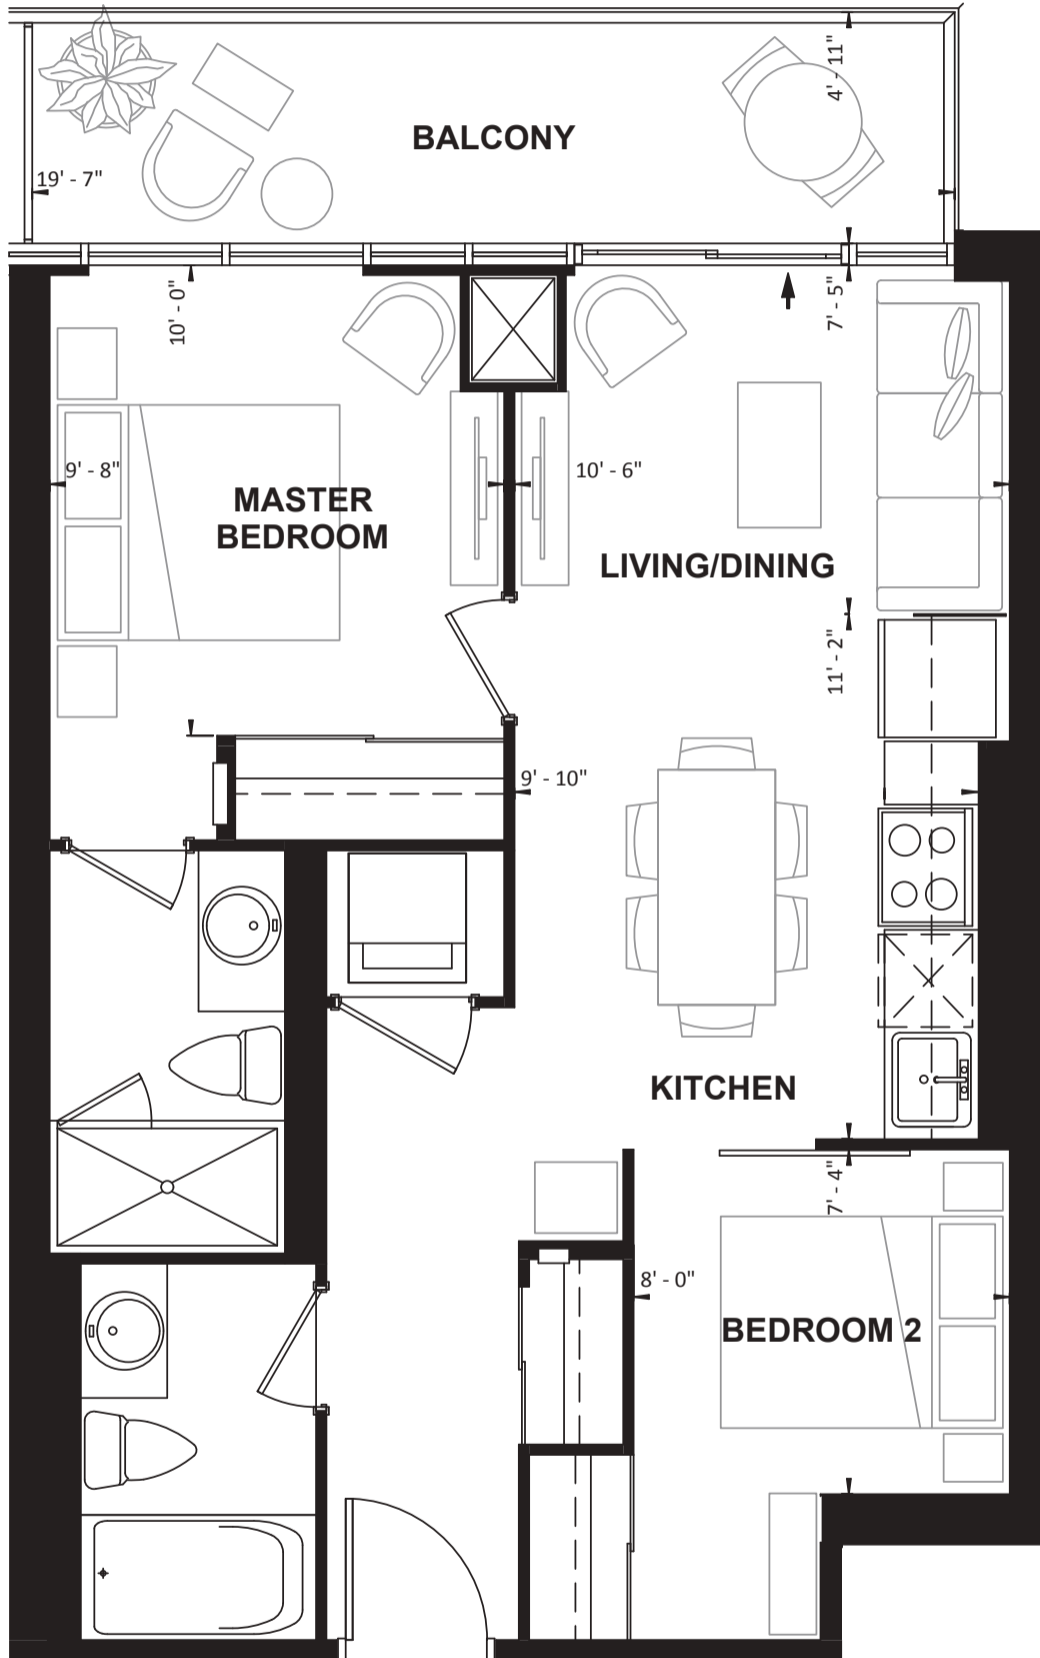 4' - 11"
BALCONY
19' - 7"
10' - 0"
7' - 5"
9' - 8"
10' - 6"
MASTER
BEDROOM
LIVING/DINING
11' - 2"
9' - 10"
KITCHEN
7' - 4"
8' - 0"
BEDROOM 2